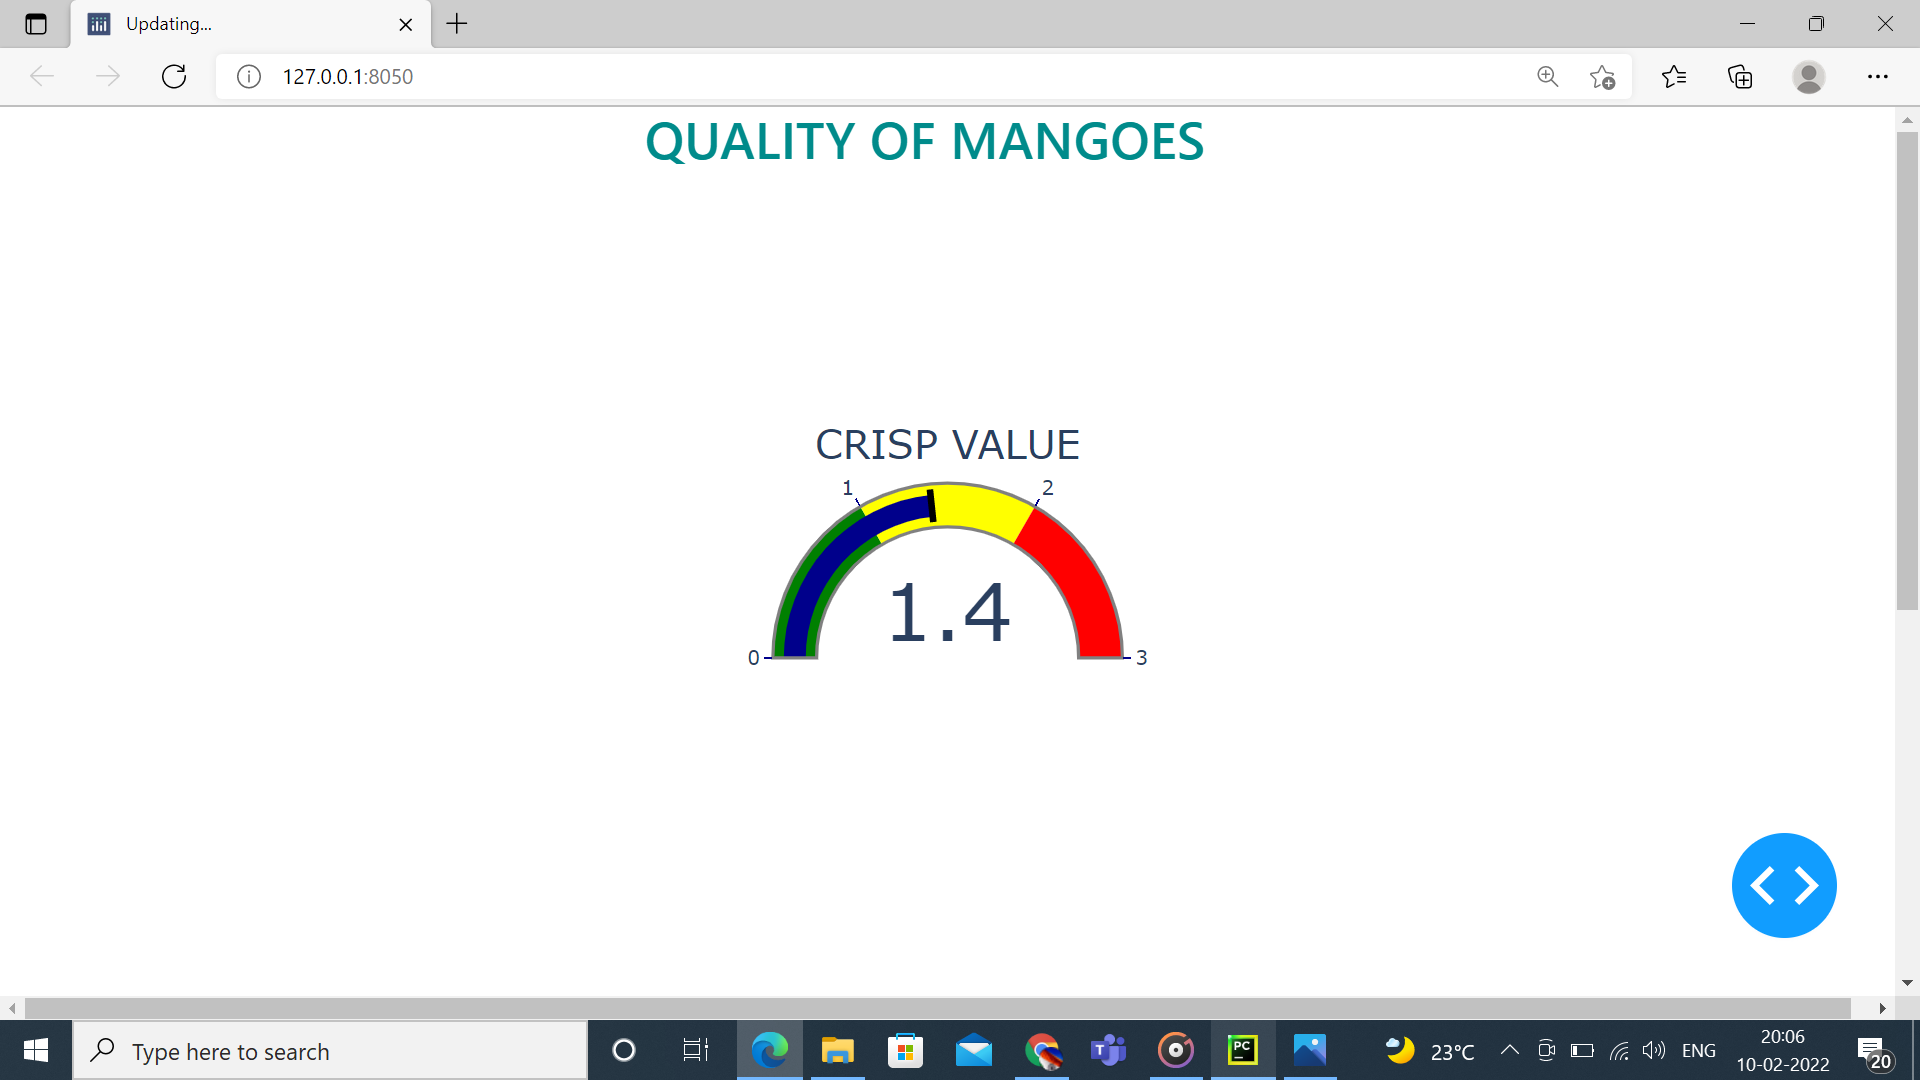 Updating...
127.0.0.1:8050
QUALITY OF MANGOES
CRISP VALUE
1
2
1.4
0
3
Type here to search
PC
T
23°C
ENG
20:06
10-02-2022
20